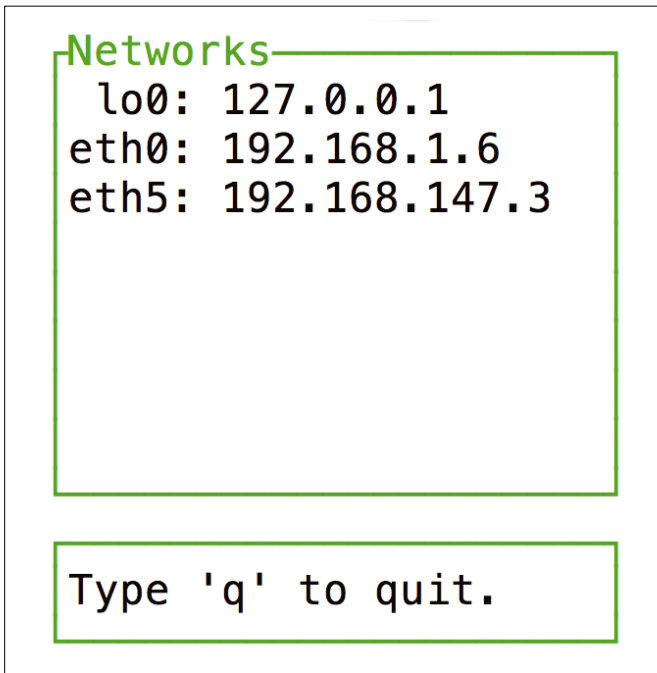 Networks
lo0: 127.0.0.1
eth0: 192.168.1.6
eth5: 192.168.147.3
Type 'q' to quit.